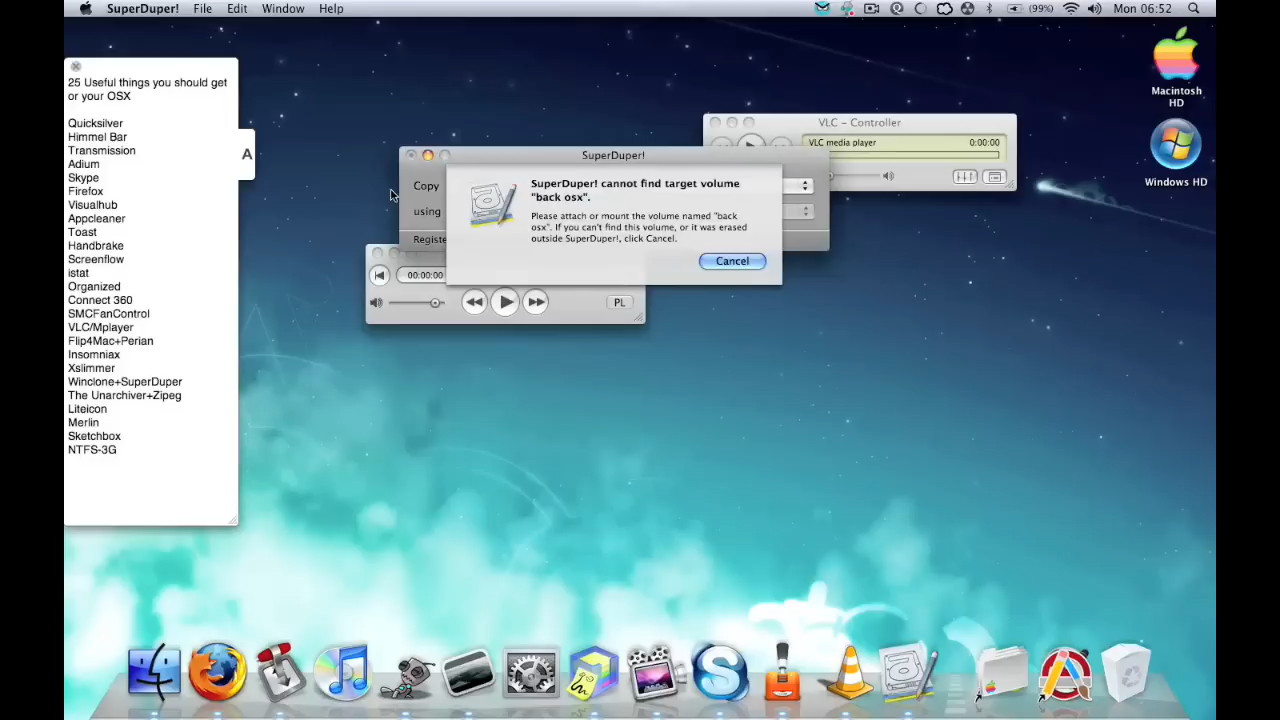 SuperDuper! File Edit Window Help
(99%) Mon 06:52
25 Useful things you should get
or your OSX
Quicksilver
Himmel Bar
Transmission
Adium
Skype
Firefox
Visualhub
Appcleaner
Toast
Handbrake
Screenflow
istat
Organized
Connect 360
SMCFanControl
VLC/Mplayer
Flip4Mac+Perian
Insomniax
Xslimmer
Winclone+SuperDuper
The Unarchiver+Zipeg
Liteicon
Merlin
Sketchbox
NTFS-3G
A
VLC – Controller
VLC media player 0:00:00
SuperDuper!
Copy
using
Registe
SuperDuper! cannot find target volume
"back osx".
Please attach or mount the volume named "back
osx". If you can't find this volume, or it was erased
outside SuperDuper!, click Cancel.
Cancel
00:00:00
PL
Macintosh
HD
Windows HD